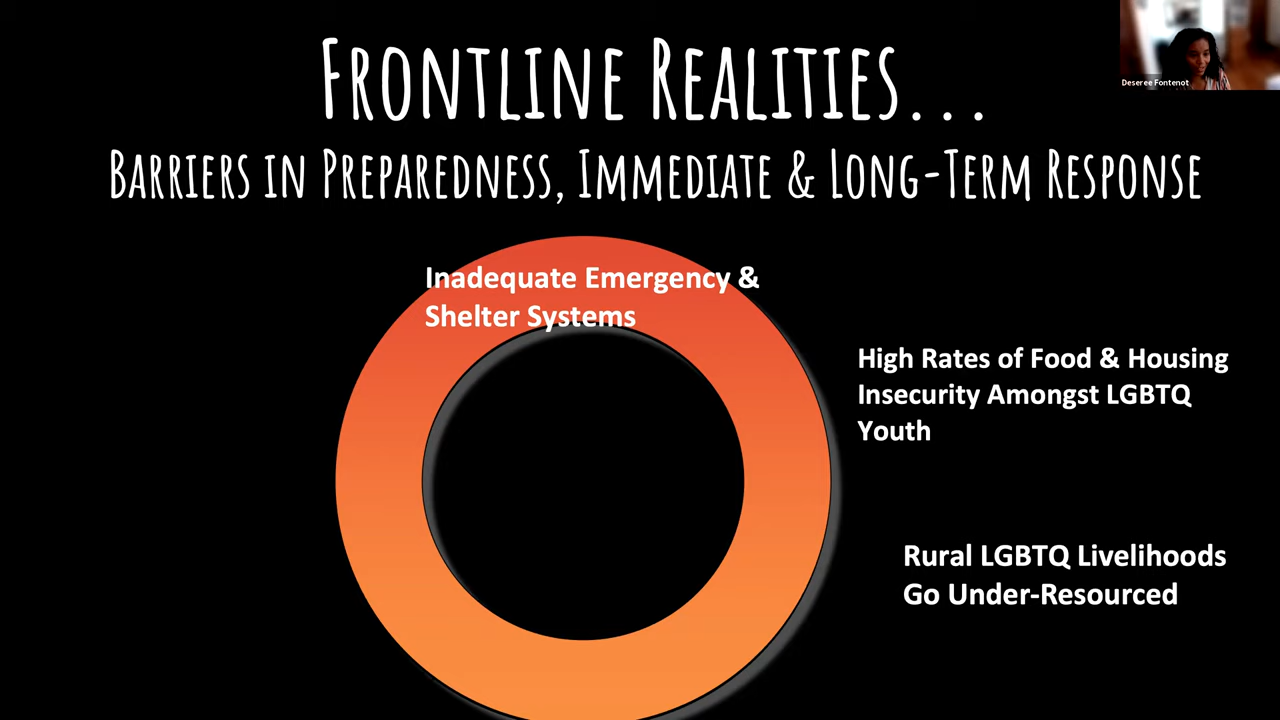 Frontline Realities...
Barriers in Preparedness, Immediate & Long-Term Response
Deseree Fontenot
Inadequate Emergency &
Shelter Systems
High Rates of Food & Housing
Insecurity Amongst LGBTQ
Youth
Rural LGBTQ Livelihoods
Go Under-Resourced